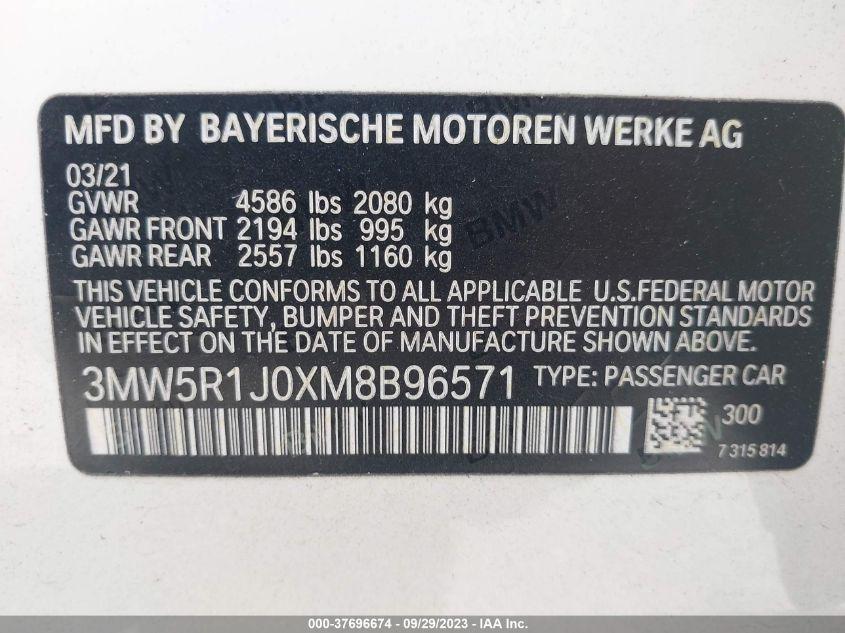 MFD BY BAYERISCHE MOTOREN WERKE AG
03/21
GVWR 4586 lbs 2080 kg
GAWR FRONT 2194 lbs 995 kg
GAWR REAR 2557 lbs 1160 kg
THIS VEHICLE CONFORMS TO ALL APPLICABLE U.S.FEDERAL MOTOR
VEHICLE SAFETY, BUMPER AND THEFT PREVENTION STANDARDS
IN EFFECT ON THE DATE OF MANUFACTURE SHOWN ABOVE.
3MW5R1J0XM8B96571 TYPE: PASSENGER CAR
300
7 315 814
BMW
000-37696674 / 09/29/2023 - IAA Inc.